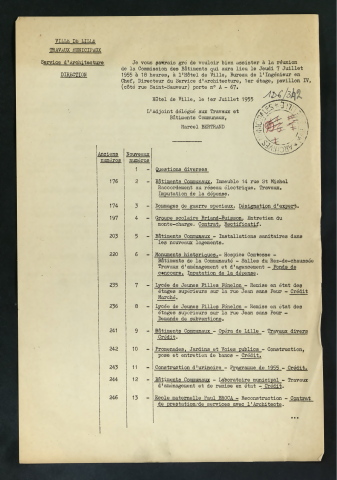 VILLE DE LILLE
TRAVAUX MUNICIPAUX
Service d'Architecture
DIRECTION
Je vous saurais gré de vouloir bien assister à la réunion
de la Commission des Bâtiments qui aura lieu le Jeudi 7 Juillet
1955 à 18 heures, à l'Hôtel de Ville, Bureau de l'Ingénieur en
Chef, Directeur du Service d'Architecture, 1er étage, pavillon IV,
(côté rue Saint-Sauveur) porte n° A - 67.
Hôtel de Ville, le 1er Juillet 1955
L'adjoint délégué aux Travaux et
Bâtiments Communaux,
Marcel BERTRAND
Anciens numéros
Nouveaux numéros
1 - Questions diverses
176 2 - Bâtiments Communaux. Immeuble 14 rue St Michel
Raccordement au réseau électrique. Travaux.
Imputation de la dépense.
174 3 - Dommages de guerre spéciaux. Désignation d'expert.
197 4 - Groupe scolaire Briand-Buisson. Entretien du
monte-charge. Contrat. Rectificatif.
203 5 - Bâtiments Communaux - Installations sanitaires dans
les nouveaux logements.
220 6 - Monuments historiques. - Hospice Comtesse -
Bâtiments de la Communauté - Salles du Rez-de-chaussée
Travaux d'aménagement et d'agencement - Fonds de
concours. Imputation de la dépense.
235 7 - Lycée de Jeunes Filles Fénelon - Remise en état des
étages supérieurs sur la rue Jean sans Peur - Crédit
Marché.
236 8 - Lycée de Jeunes Filles Fénelon - Remise en état des
étages supérieurs sur la rue Jean sans Peur -
Demande de subventions.
241 9 - Bâtiments Communaux - Opéra de Lille - Travaux divers
Crédit.
242 10 - Promenades, Jardins et Voies publics - Construction,
pose et entretien de bancs - Crédit.
243 11 - Construction d'urinoirs - Programme de 1955 - Crédit.
244 12 - Bâtiments Communaux - Laboratoire municipal - Travaux
d'aménagement et de remise en état - Crédit.
246 13 - Ecole maternelle Paul
- Reconstruction - Contrat
de prestation de services avec l'Architecte.
...